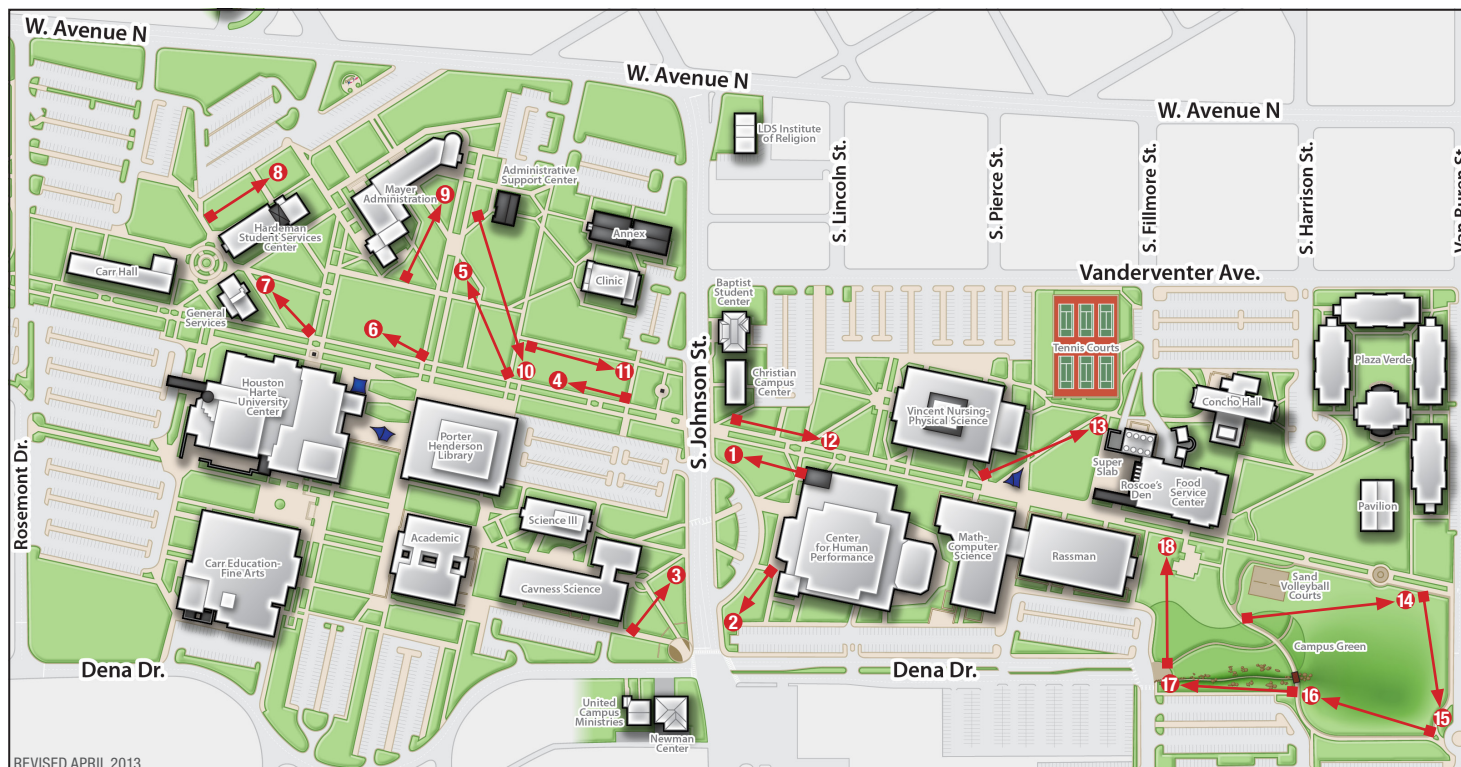 W. Avenue N
W. Avenue N
W. Avenue N
LDS Institute
of Religion
S. Lincoln St.
S. Pierce St.
S. Fillmore St.
S. Harrison St.
Van Buren St.
Administrative
Support Center
Mayer
Administration
8
9
Hardeman
Student Services
Center
Annex
Carr Hall
5
Clinic
7
General
Services
Baptist
Student
Center
Vanderventer Ave.
6
Tennis Courts
Plaza Verde
10
11
4
Houston
Harte
University
Center
Christian
Campus
Center
S. Johnson St.
Vincent Nursing-
Physical Science
Concho Hall
Porter
Henderson
Library
12
13
1
Super
Slab
Roscoe's
Den
Food
Service
Center
Pavilion
Rosemont Dr.
Science III
Academic
Center
for Human
Performance
Math-
Computer
Science
Rassman
18
Carr Education-
Fine Arts
Cavness Science
3
Sand
Volleyball
Courts
14
2
Campus Green
Dena Dr.
Dena Dr.
17
16
15
United
Campus
Ministries
Newman
Center
REVISED APRIL 2013